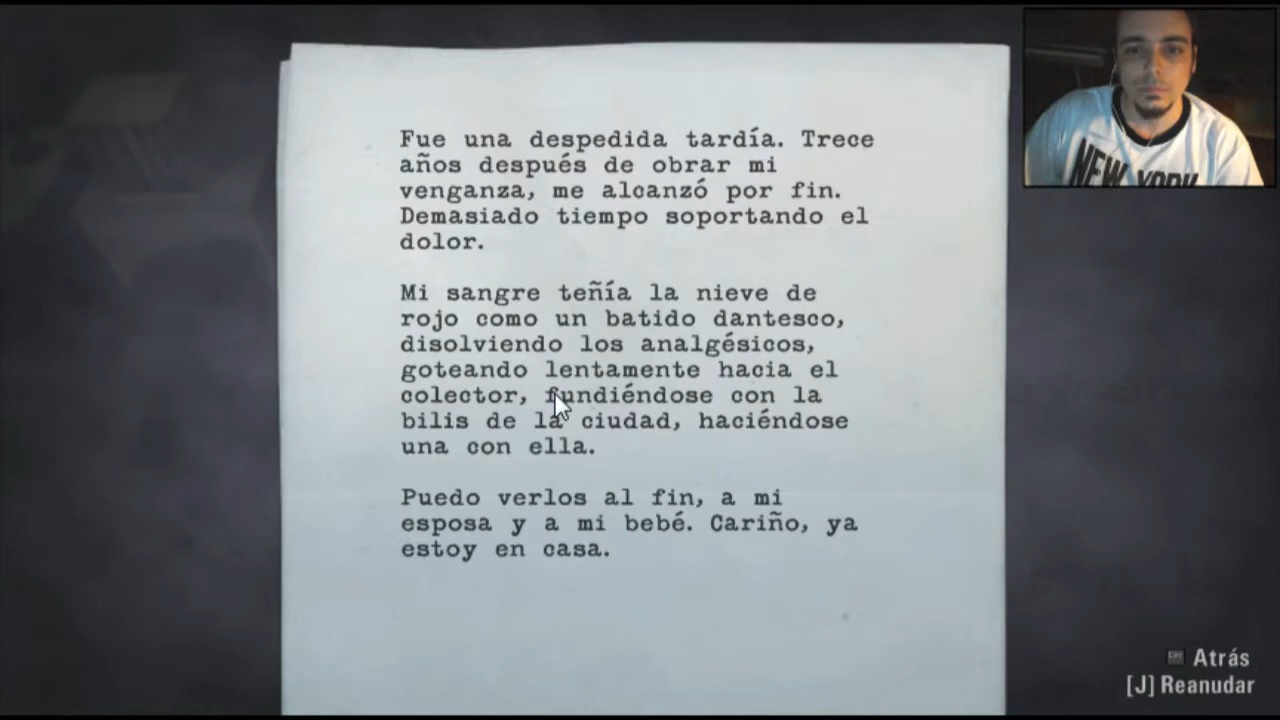 Fue una despedida tardía. Trece
años después de obrar mi
venganza, me alcanzó por fin.
Demasiado tiempo soportando el
dolor.
Mi sangre teñía la nieve de
rojo como un batido dantesco,
disolviendo los analgésicos,
goteando lentamente hacia el
colector, fundiéndose con la
bilis de la ciudad, haciéndose
una con ella.
Puedo verlos al fin, a mi
esposa y a mi bebé. Cariño, ya
estoy en casa.
NEW YORK
Atrás
[J] Reanudar